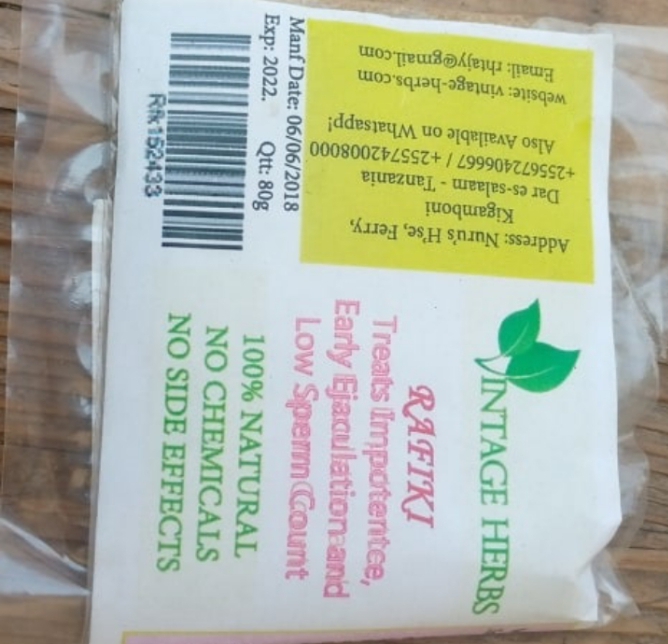 VINTAGE HERBS
RAFIKI
Treats Impotentce,
Early Ejaculation and
Low Sperm Count
100% NATURAL
NO CHEMICALS
NO SIDE EFFECTS
Address: Nuru's H'se, Ferry,
Kigamboni
Dar es-salaam - Tanzania
+255672406667 / +255742008000
Also Available on Whatsapp!
website: vintage-herbs.com
Email: rhtajy@gmail.com
Manf Date: 06/06/2018
Exp: 2022. Qtt: 80g
Rfk 152433